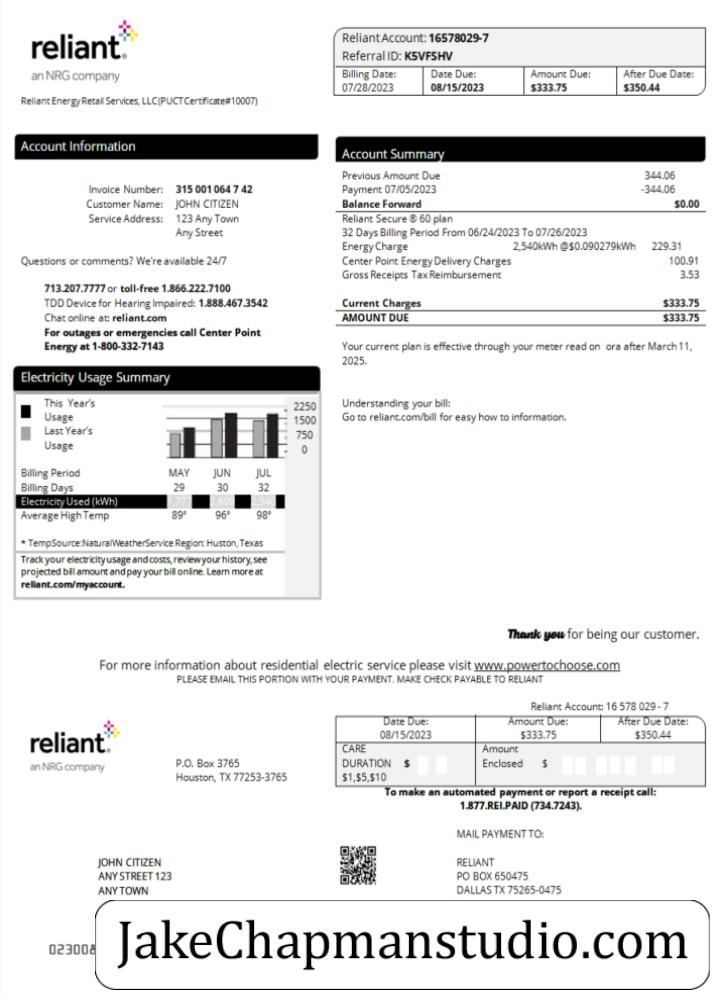 reliant.
an NRG company
Reliant Energy Retail Services, LLC(PUCTCertificate#10007)
Reliant Account: 16578029-7
Referral ID: K5VFSHV
Billing Date: Date Due: Amount Due: After Due Date:
07/28/2023 08/15/2023 $333.75 $350.44
Account Information
Invoice Number: 315 001 064 7 42
Customer Name: JOHN CITIZEN
Service Address: 123 Any Town
Any Street
Questions or comments? We're available 24/7
713.207.7777 or toll-free 1.866.222.7100
TDD Device for Hearing Impaired: 1.888.467.3542
Chat online at: reliant.com
For outages or emergencies call Center Point
Energy at 1-800-332-7143
Account Summary
Previous Amount Due 344.06
Payment 07/05/2023 -344.06
Balance Forward $0.00
Reliant Secure ® 60 plan
32 Days Billing Period From 06/24/2023 To 07/26/2023
Energy Charge 2,540kWh @$0.090279kWh 229.31
Center Point Energy Delivery Charges 100.91
Gross Receipts Tax Reimbursement 3.53
Current Charges $333.75
AMOUNT DUE $333.75
Your current plan is effective through your meter read on ora after March 11,
2025.
Understanding your bill:
Go to reliant.com/bill for easy how to information.
Electricity Usage Summary
This Year's
Usage
Last Year's
Usage
2250
1500
750
0
Billing Period MAY JUN JUL
Billing Days 29 30 32
Electricity Used (kWh)
Average High Temp 89° 96° 98°
* TempSource:NaturalWeatherService Region: Huston, Texas
Track your electricity usage and costs, review your history, see
projected bill amount and pay your bill online. Learn more at
reliant.com/myaccount.
Thank you for being our customer.
For more information about residential electric service please visit www.powertochoose.com
PLEASE EMAIL THIS PORTION WITH YOUR PAYMENT. MAKE CHECK PAYABLE TO RELIANT
Reliant Account: 16 578 029 - 7
reliant.
an NRG company
P.O. Box 3765
Houston, TX 77253-3765
Date Due: Amount Due: After Due Date:
08/15/2023 $333.75 $350.44
CARE Amount
DURATION $ Enclosed $
$1,$5,$10
To make an automated payment or report a receipt call:
1.877.REI.PAID (734.7243).
MAIL PAYMENT TO:
JOHN CITIZEN
ANY STREET 123
ANY TOWN
RELIANT
PO BOX 650475
DALLAS TX 75265-0475
02300
JakeChapmanstudio.com